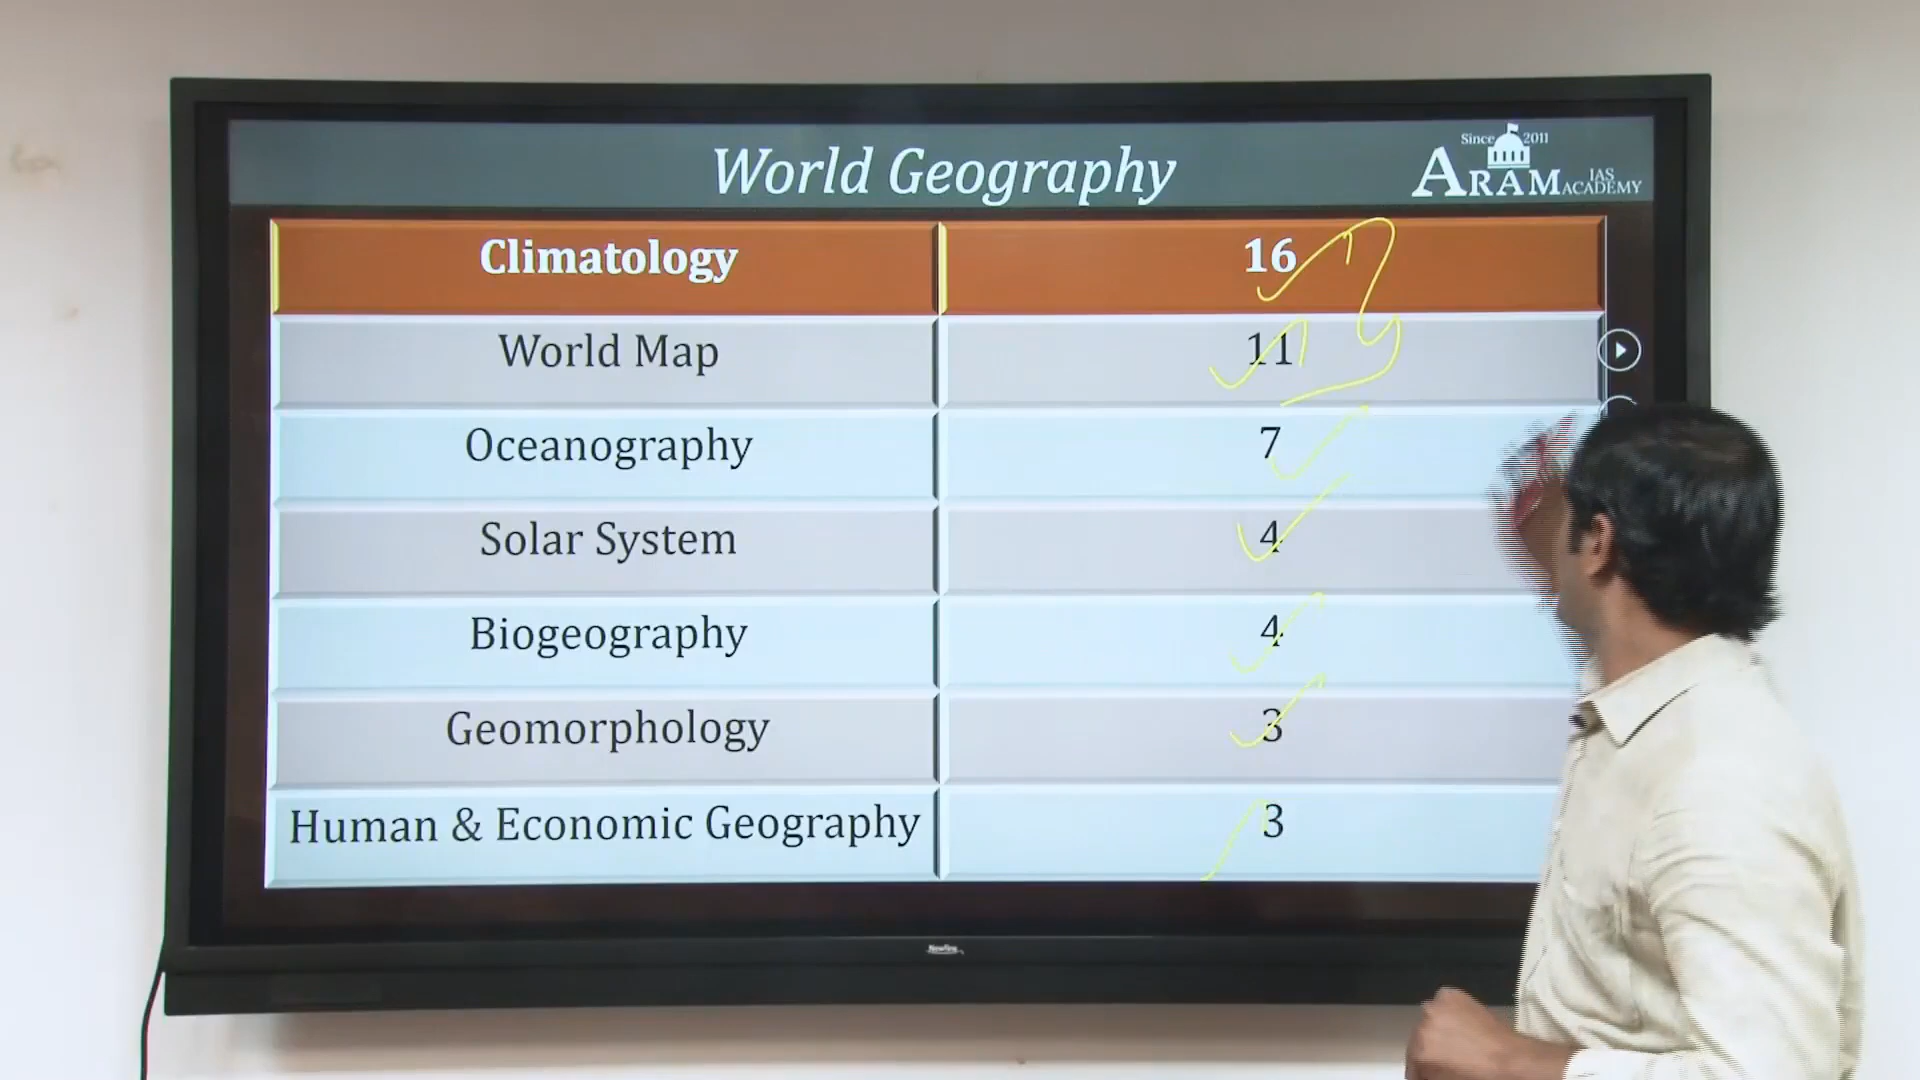 World Geography
Since 2011
ARAM IAS ACADEMY
Climatology 16
World Map 11
Oceanography 7
Solar System 4
Biogeography 4
Geomorphology 3
Human & Economic Geography 3
Newline